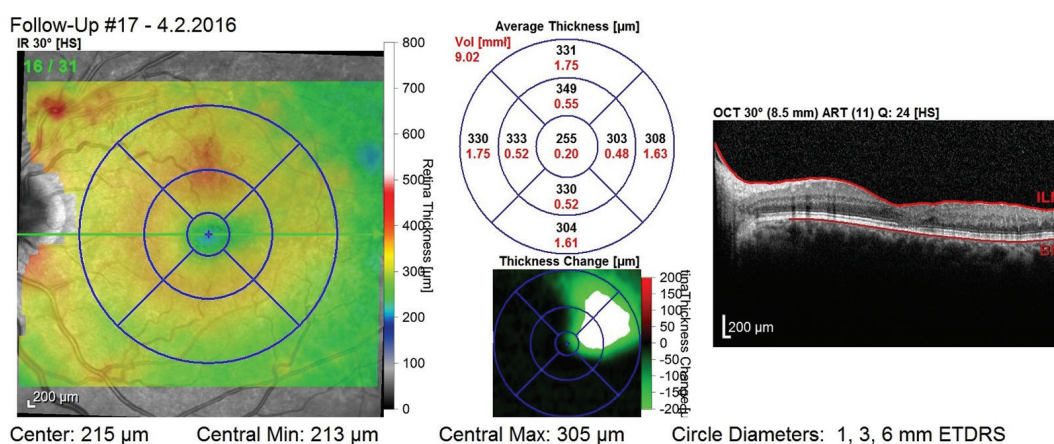 Follow-Up #17 - 4.2.2016
IR 30° [HS]
16 / 31
800
700
600
500
400
300
200
100
0
Retina Thickness [µm]
200 µm
Average Thickness [µm]
Vol [mmł]
9.02
331
1.75
349
0.55
330 333 255 303 308
1.75 0.52 0.20 0.48 1.63
330
0.52
304
1.61
Thickness Change [µm]
200
150
100
50
0
-50
-100
-150
-200
OCT 30° (8.5 mm) ART (11) Q: 24 [HS]
200 µm
Center: 215 µm Central Min: 213 µm Central Max: 305 µm Circle Diameters: 1, 3, 6 mm ETDRS